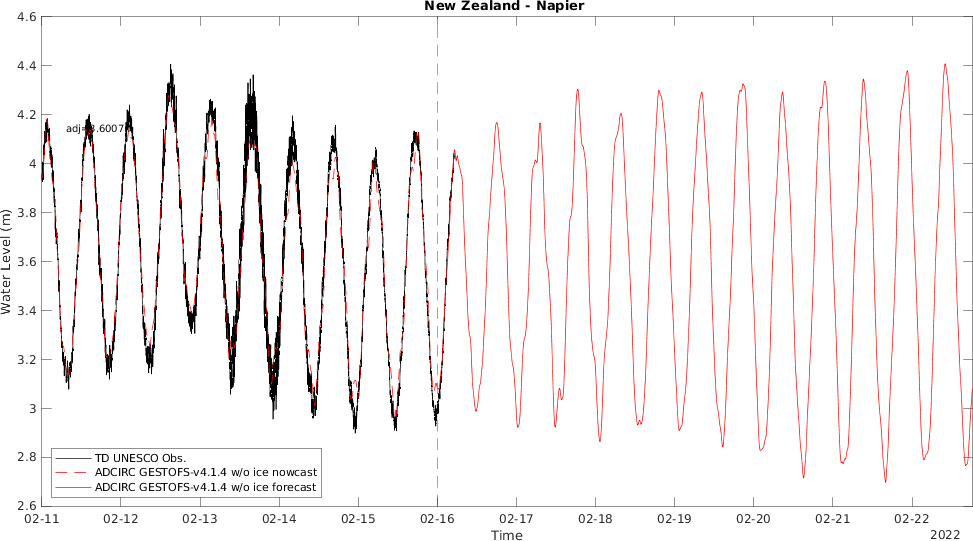 New Zealand - Napier
4.6
4.4
4.2
4
3.8
3.6
3.4
3.2
3
2.8
2.6
Water Level (m)
adj=3.6007
TD UNESCO Obs.
ADCIRC GESTOFS-v4.1.4 w/o ice nowcast
ADCIRC GESTOFS-v4.1.4 w/o ice forecast
02-11 02-12 02-13 02-14 02-15 02-16 02-17 02-18 02-19 02-20 02-21 02-22
Time
2022